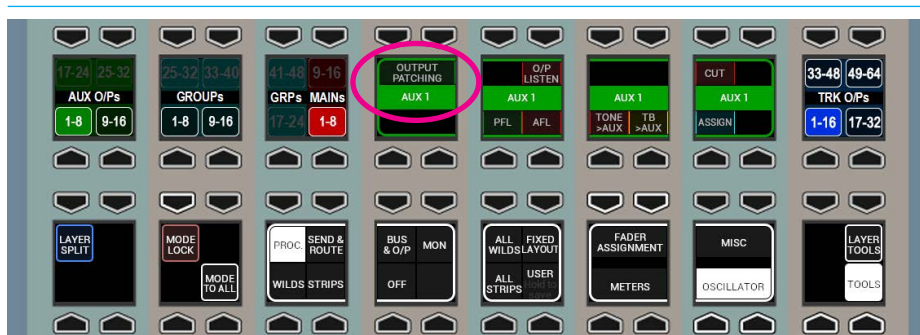 17-24 25-32
AUX O/Ps
1-8 9-16
25-32 33-40
GROUPs
1-8 9-16
41-48 9-16
GRPs MAINs
17-24 1-8
OUTPUT
PATCHING
AUX 1
O/P
LISTEN
AUX 1
PFL AFL
AUX 1
TONE TB
>AUX >AUX
CUT
AUX 1
ASSIGN
33-48 49-64
TRK O/Ps
1-16 17-32
LAYER
SPLIT
MODE
LOCK
MODE
TO ALL
PROC. SEND &
ROUTE
WILDS STRIPS
BUS
& O/P MON
OFF
ALL FIXED
WILDS LAYOUT
ALL USER
STRIPS Hold to
save
FADER
ASSIGNMENT
METERS
MISC
OSCILLATOR
LAYER
TOOLS
TOOLS